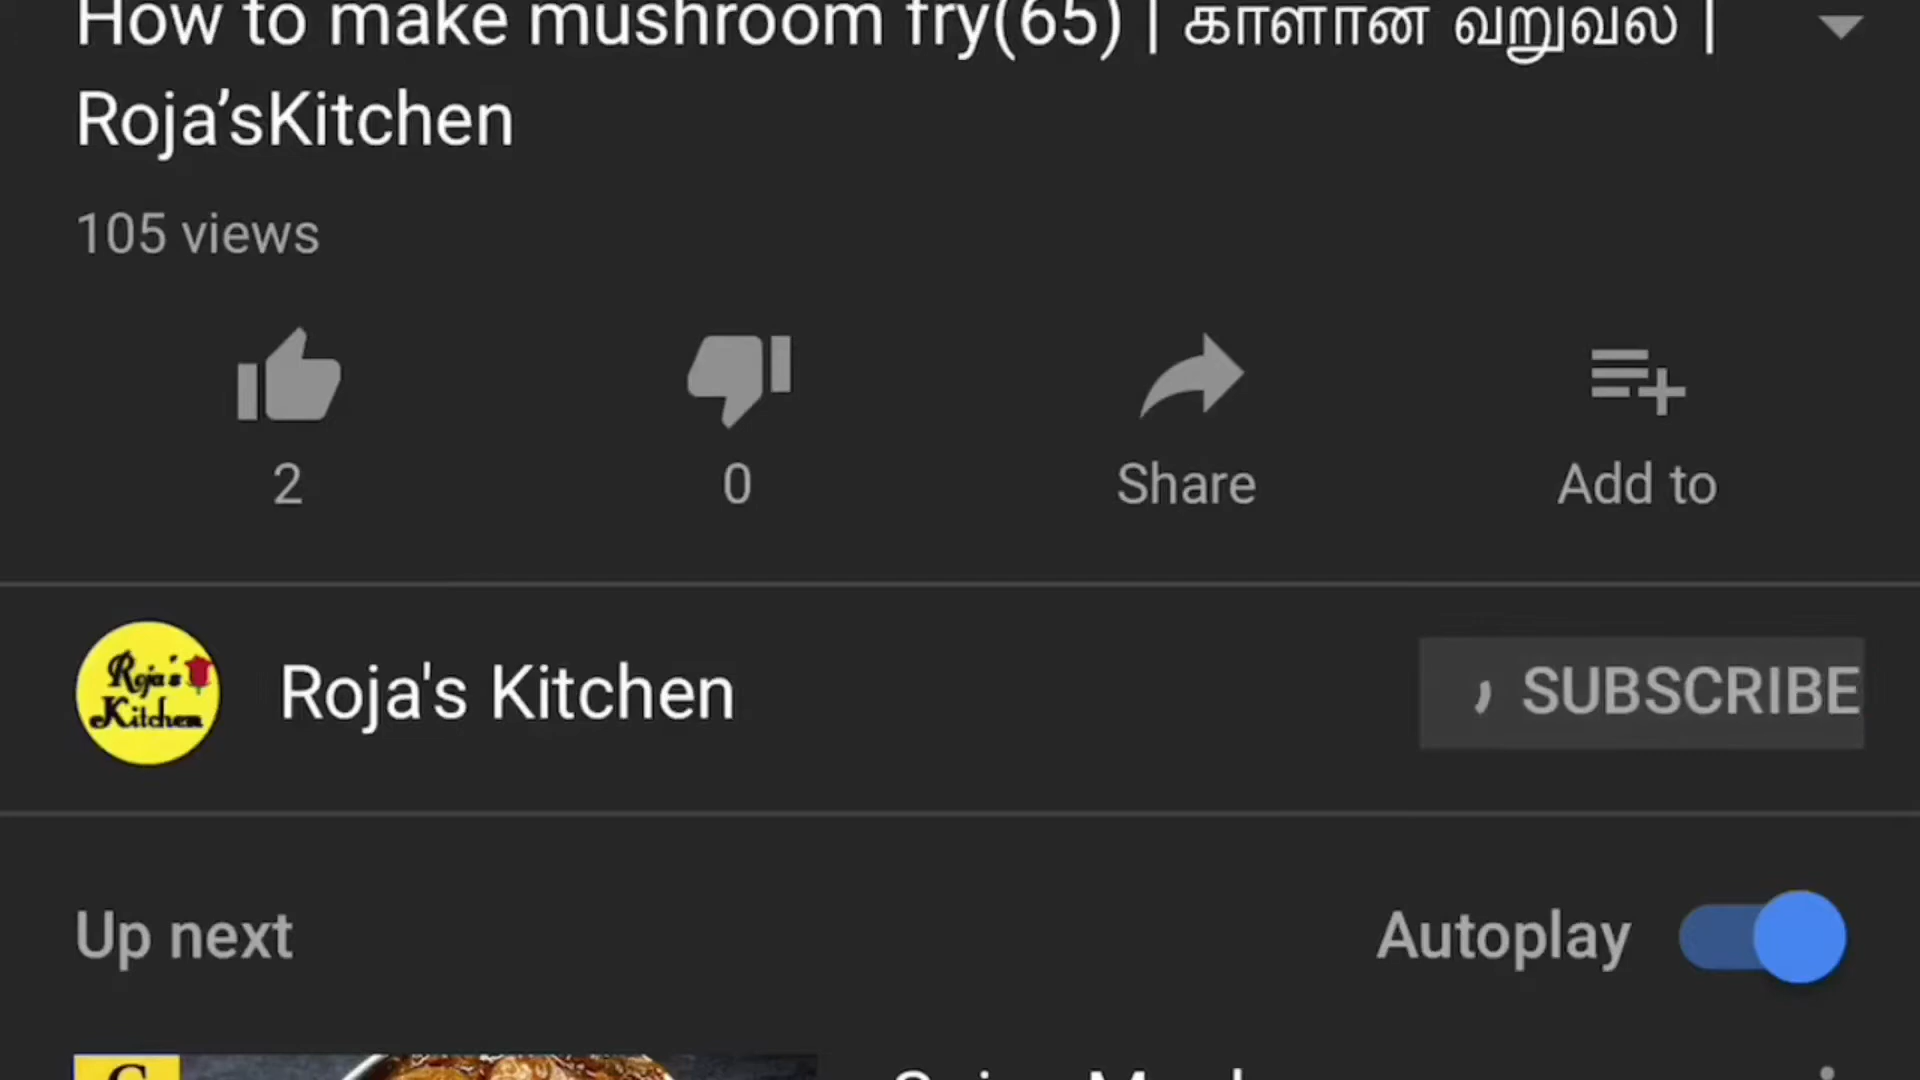 How to make mushroom fry(65) | காளான வறுவல |
Roja’sKitchen
105 views
2
0
Share
Add to
Roja's
Kitchen
Roja's Kitchen
SUBSCRIBE
Up next
Autoplay